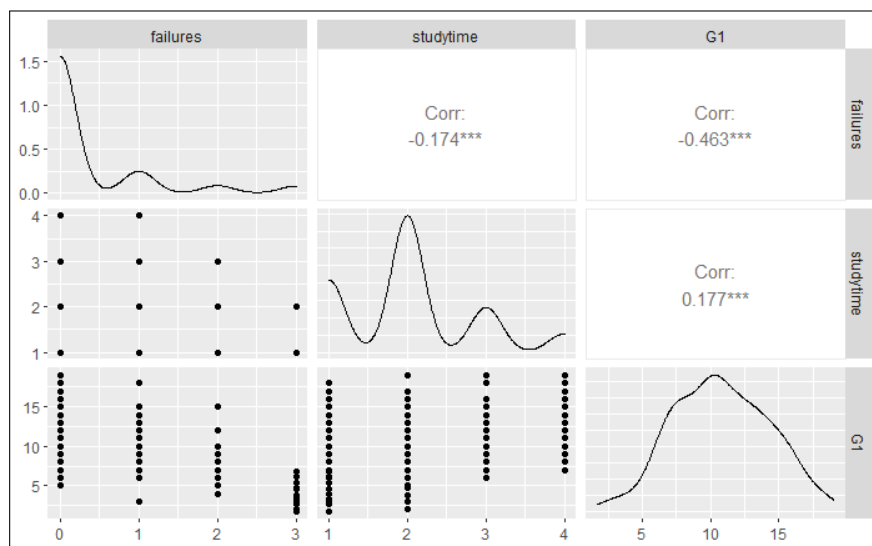 failures studytime G1
1.5
1.0
0.5
0.0
Corr:
-0.174***
Corr:
-0.463***
failures
4
3
2
1
Corr:
0.177***
studytime
15
10
5
G1
0 1 2 3 1 2 3 4 5 10 15